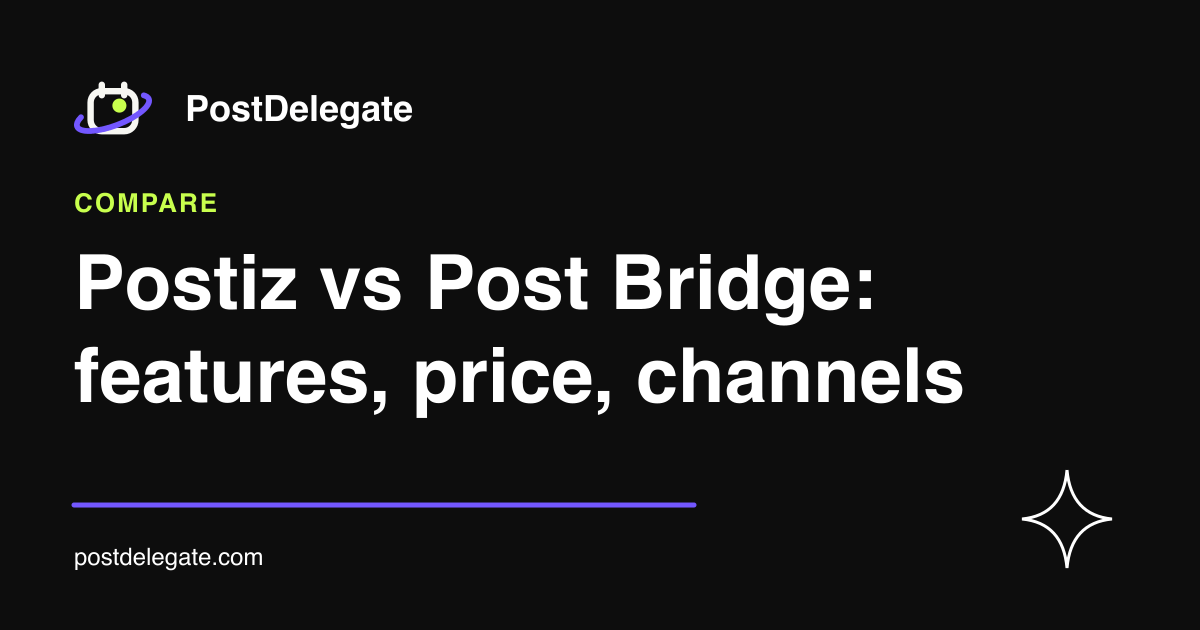 PostDelegate
COMPARE
Postiz vs Post Bridge:
features, price, channels
postdelegate.com